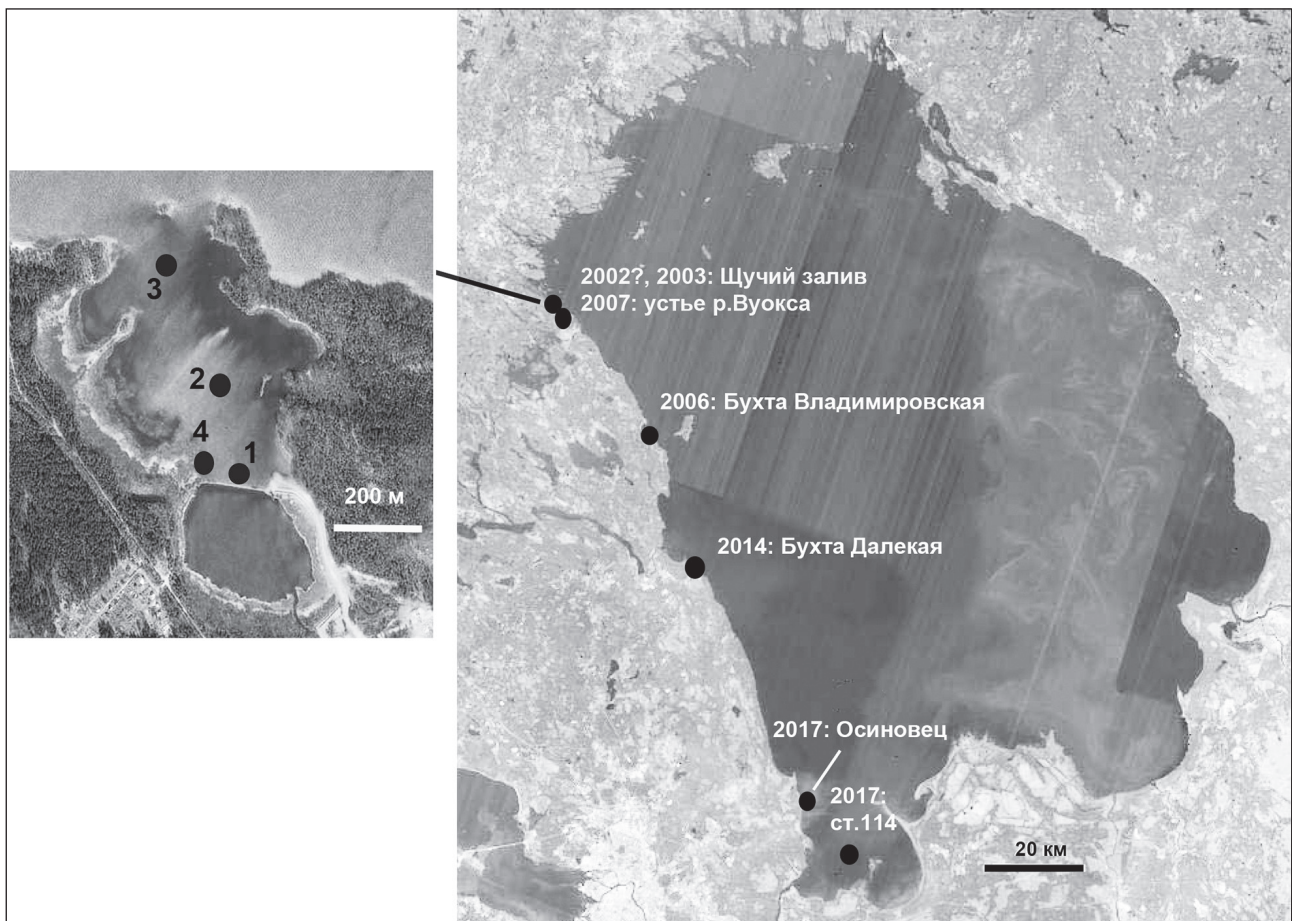 3
2
4
1
200 м
2002?, 2003: Щучий залив
2007: устье р.Вуокса
2006: Бухта Владимировская
2014: Бухта Далекая
2017: Осиновец
2017:
ст.114
20 км